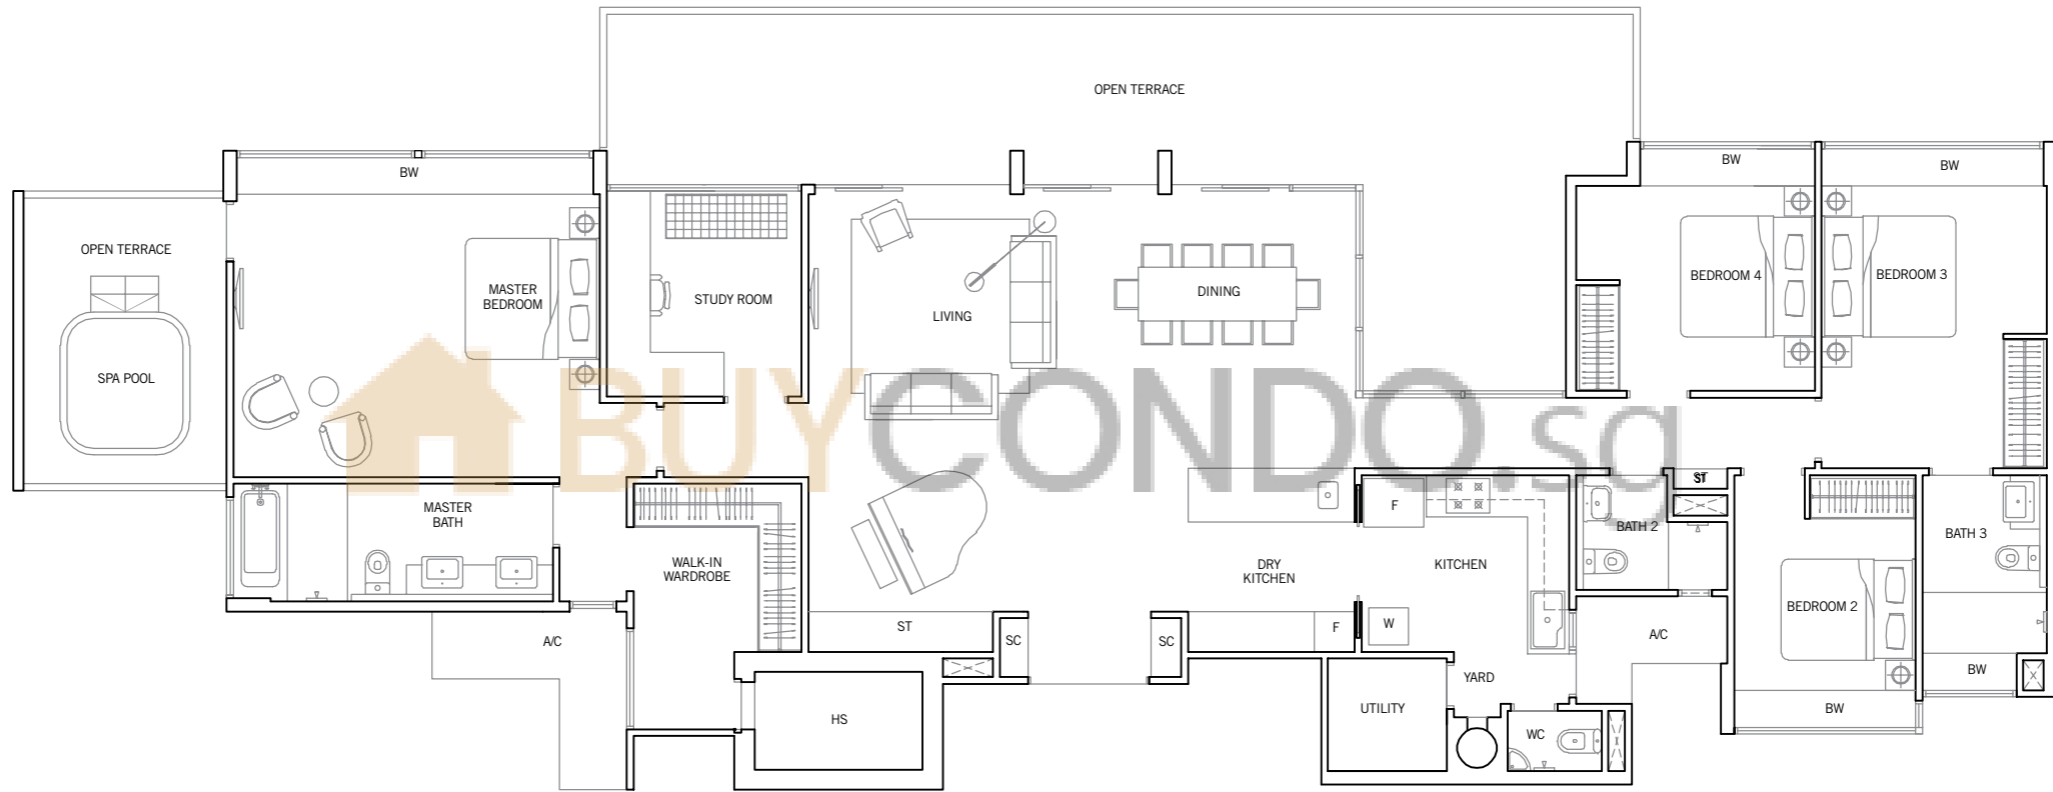 OPEN TERRACE
BW
BW
BW
OPEN TERRACE
MASTER
BEDROOM
STUDY ROOM
LIVING
DINING
BEDROOM 4
BEDROOM 3
SPA POOL
BUYCONDO.sg
MASTER
BATH
WALK-IN
WARDROBE
DRY
KITCHEN
F
KITCHEN
ST
BATH 2
BATH 3
BEDROOM 2
A/C
ST
SC
SC
F
W
A/C
BW
YARD
HS
UTILITY
WC
BW